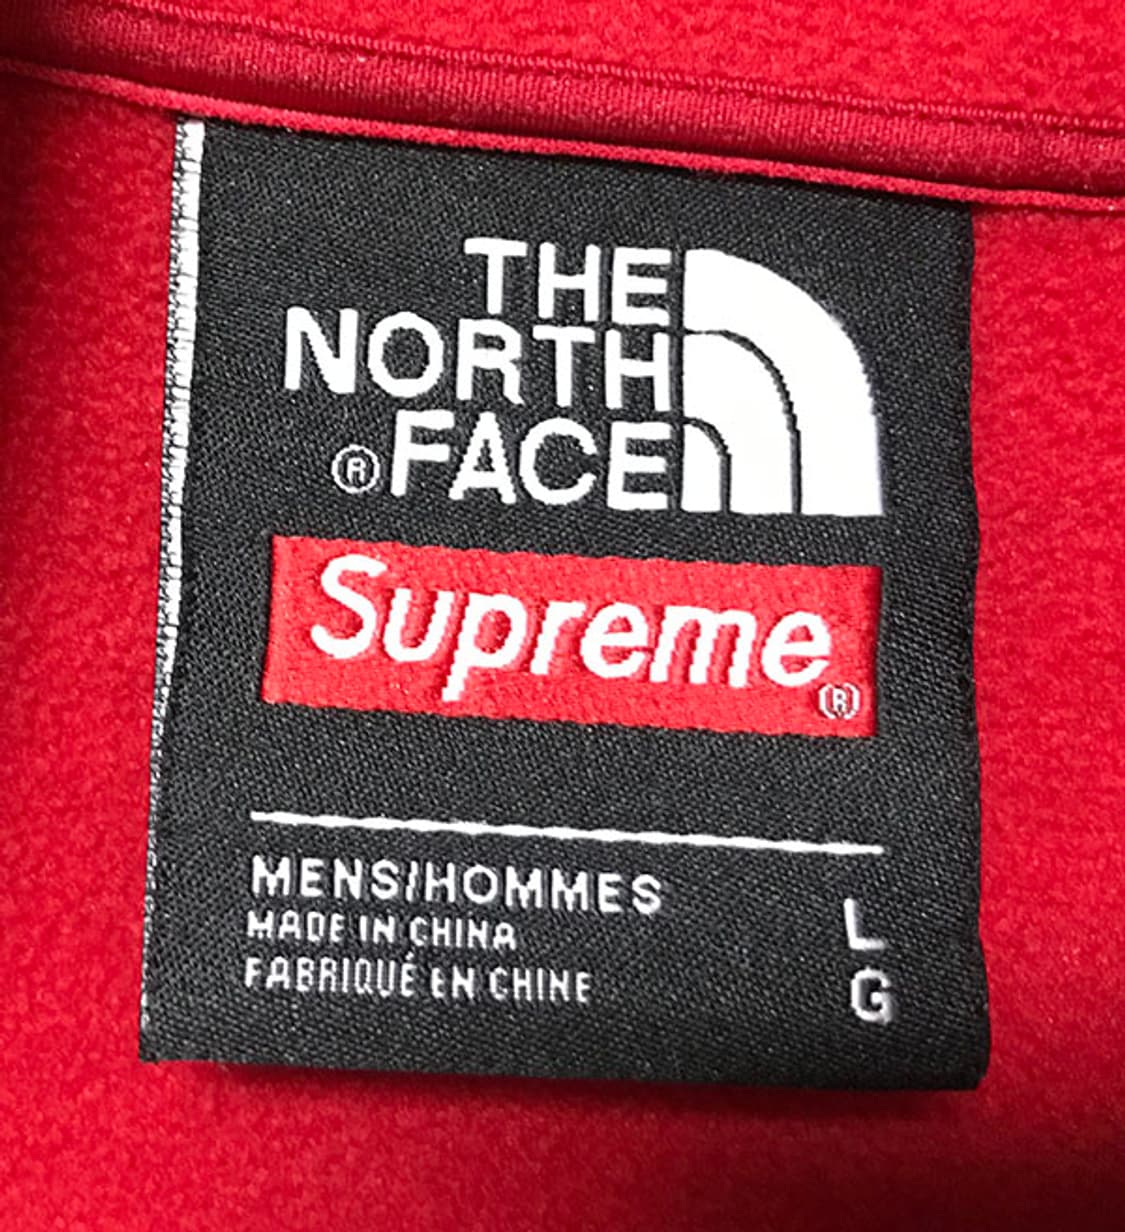 THE
NORTH
®FACE
Supreme®
MENS/HOMMES
MADE IN CHINA
FABRIQUÉ EN CHINE
L
G